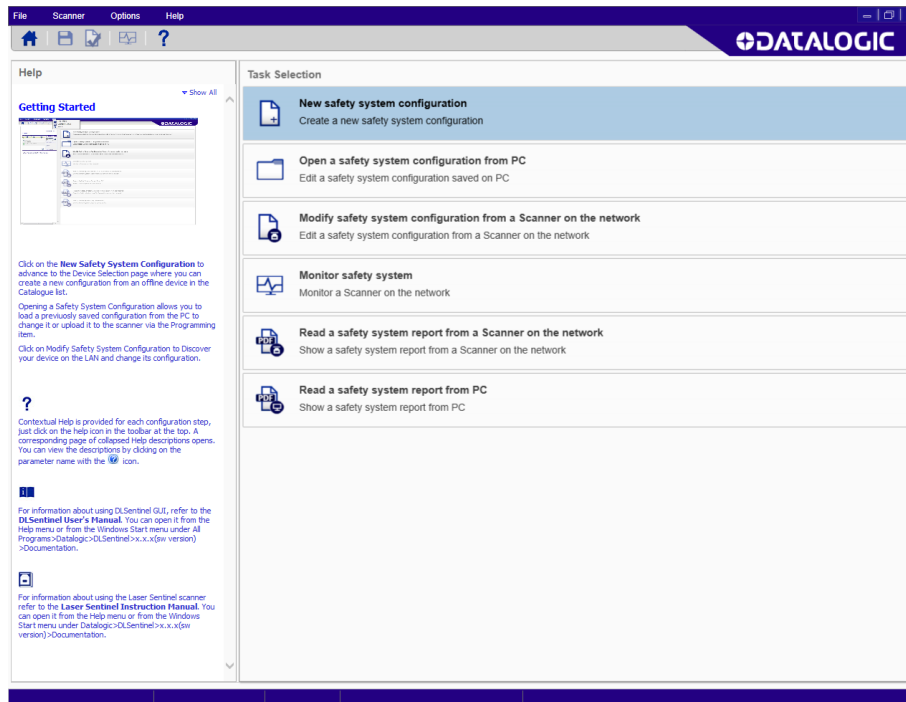 File Scanner Options Help
?
DATALOGIC
Help
Show All
Getting Started
Click on the New Safety System Configuration to
advance to the Device Selection page where you can
create a new configuration from an offline device in the
Catalogue list.
Opening a Safety System Configuration allows you to
load a previuosly saved configuration from the PC to
change it or upload it to the scanner via the Programming
item.
Click on Modify Safety System Configuration to Discover
your device on the LAN and change its configuration.
?
Contextual Help is provided for each configuration step,
just click on the help icon in the toolbar at the top. A
corresponding page of collapsed Help descriptions opens.
You can view the descriptions by clicking on the
parameter name with the ? icon.
For information about using DLSentinel GUI, refer to the
DLSentinel User's Manual. You can open it from the
Help menu or from the Windows Start menu under All
Programs>Datalogic>DLSentinel>x.x.x(sw version)
>Documentation.
For information about using the Laser Sentinel scanner
refer to the Laser Sentinel Instruction Manual. You
can open it from the Help menu or from the Windows
Start menu under Datalogic>DLSentinel>x.x.x(sw
version)>Documentation.
Task Selection
New safety system configuration
Create a new safety system configuration
Open a safety system configuration from PC
Edit a safety system configuration saved on PC
Modify safety system configuration from a Scanner on the network
Edit a safety system configuration from a Scanner on the network
Monitor safety system
Monitor a Scanner on the network
PDF
Read a safety system report from a Scanner on the network
Show a safety system report from a Scanner on the network
PDF
Read a safety system report from PC
Show a safety system report from PC